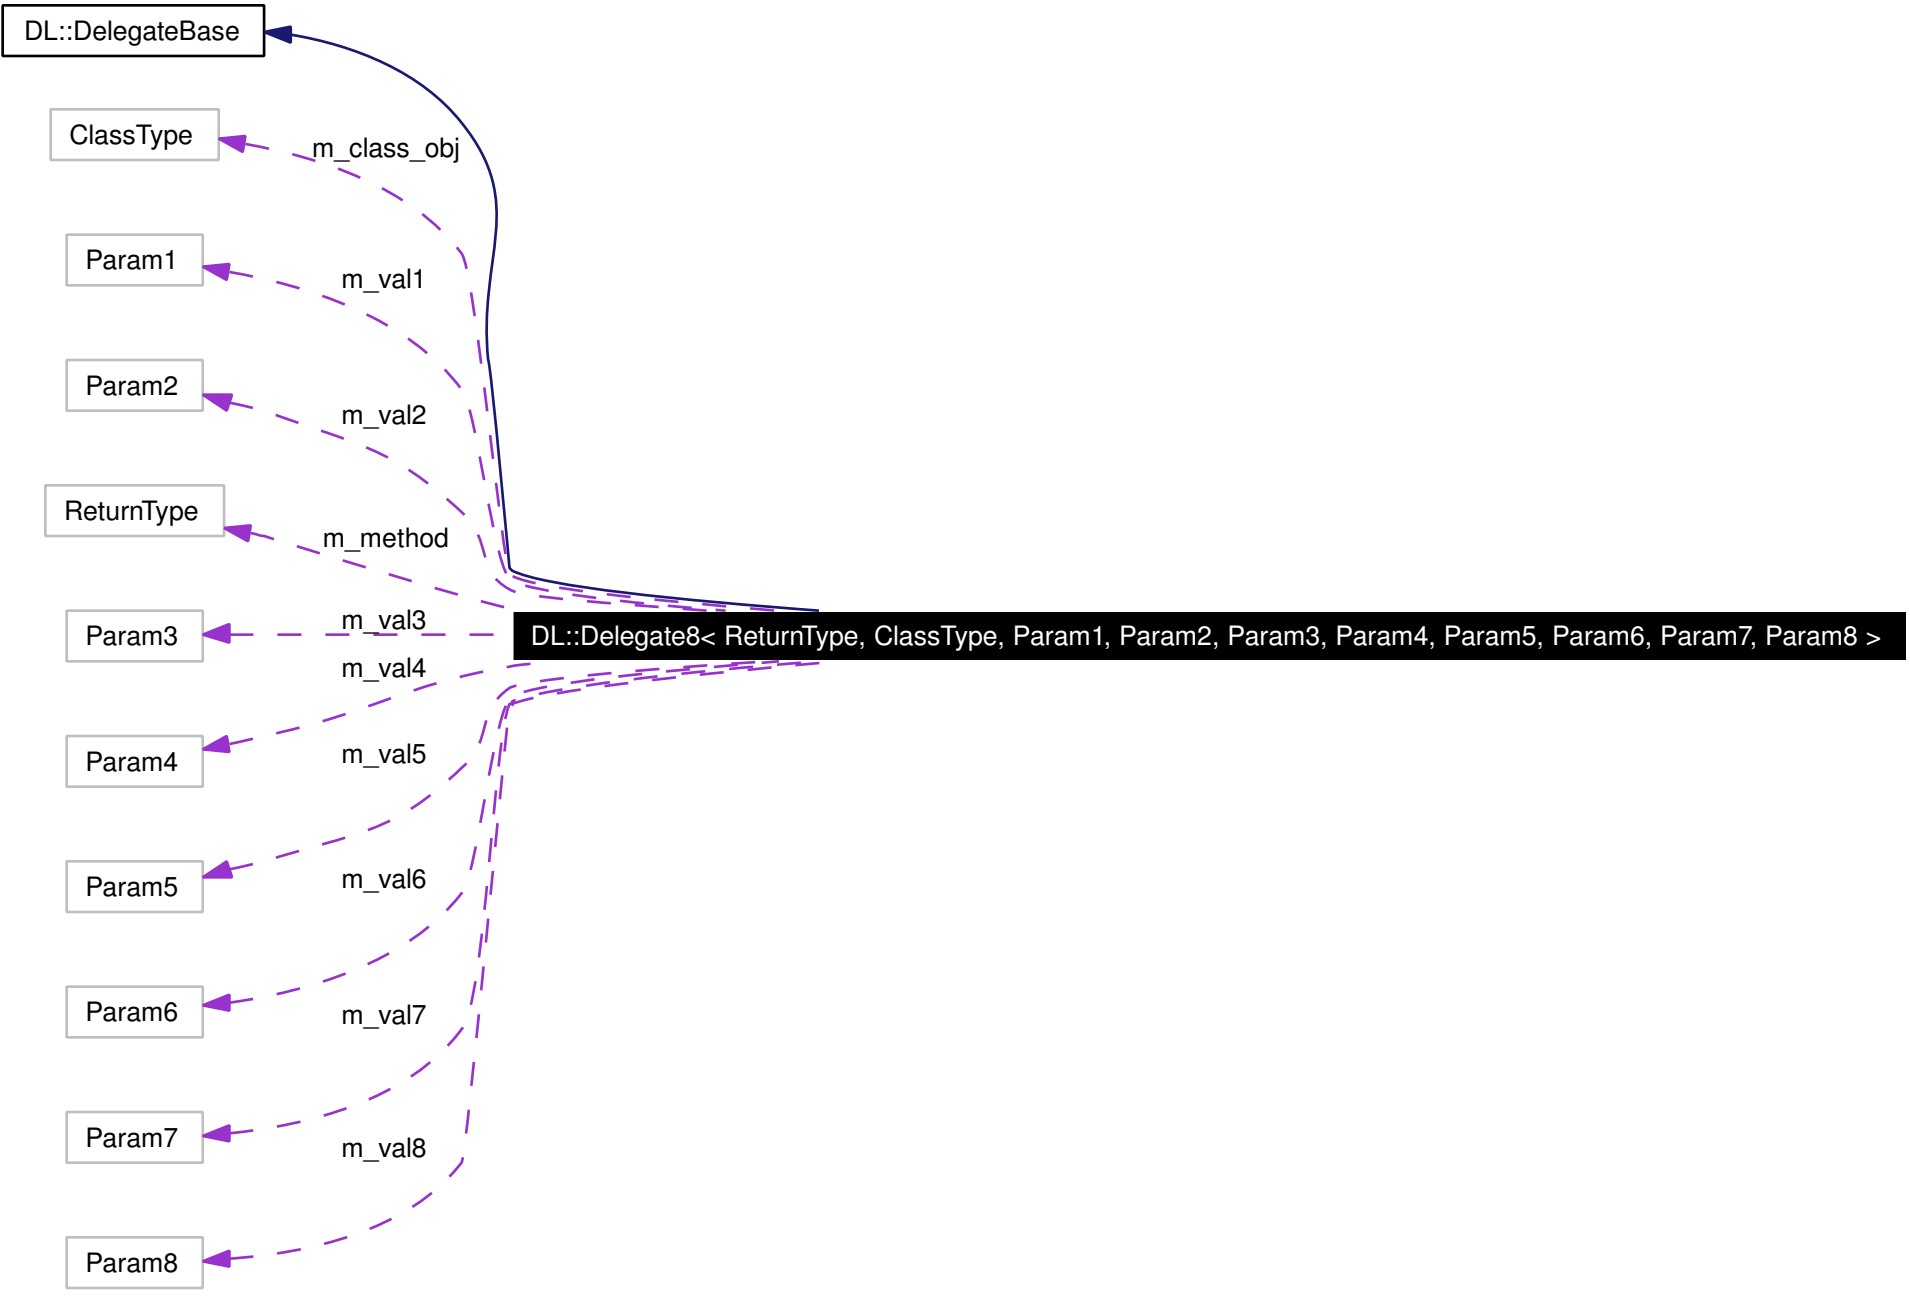 DL::DelegateBase
ClassType
m_class_obj
Param1
m_val1
Param2
m_val2
ReturnType
m_method
Param3
m_val3
DL::Delegate8< ReturnType, ClassType, Param1, Param2, Param3, Param4, Param5, Param6, Param7, Param8 >
m_val4
Param4
m_val5
Param5
m_val6
Param6
m_val7
Param7
m_val8
Param8